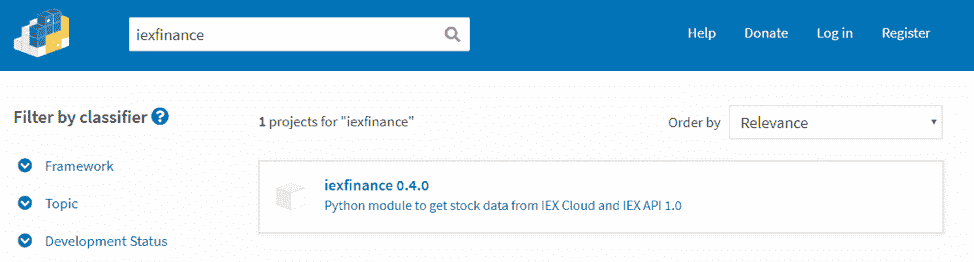 iexfinance
Help Donate Log in Register
Filter by classifier ?
1 projects for "iexfinance"
Order by Relevance
Framework
Topic
Development Status
iexfinance 0.4.0
Python module to get stock data from IEX Cloud and IEX API 1.0